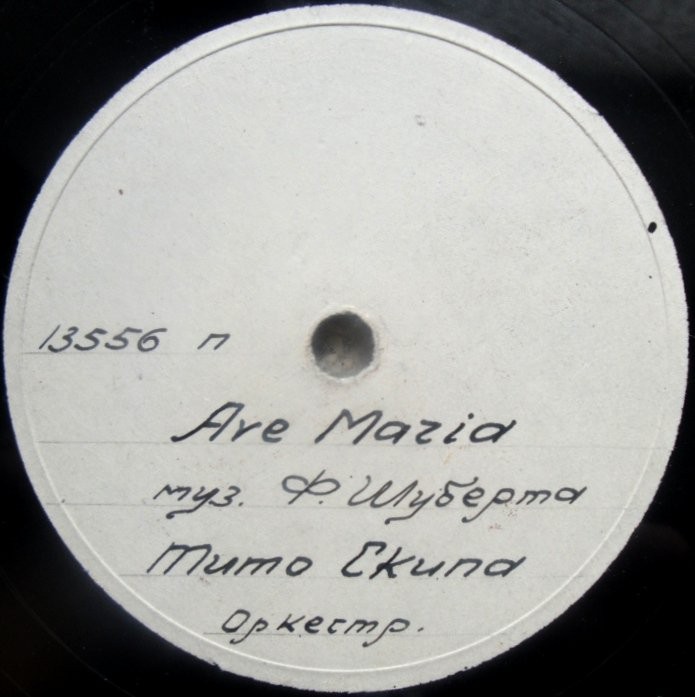 13556 п
Ave Maria
муз. Ф. Шуберта
Тито Скипа
Оркестр.